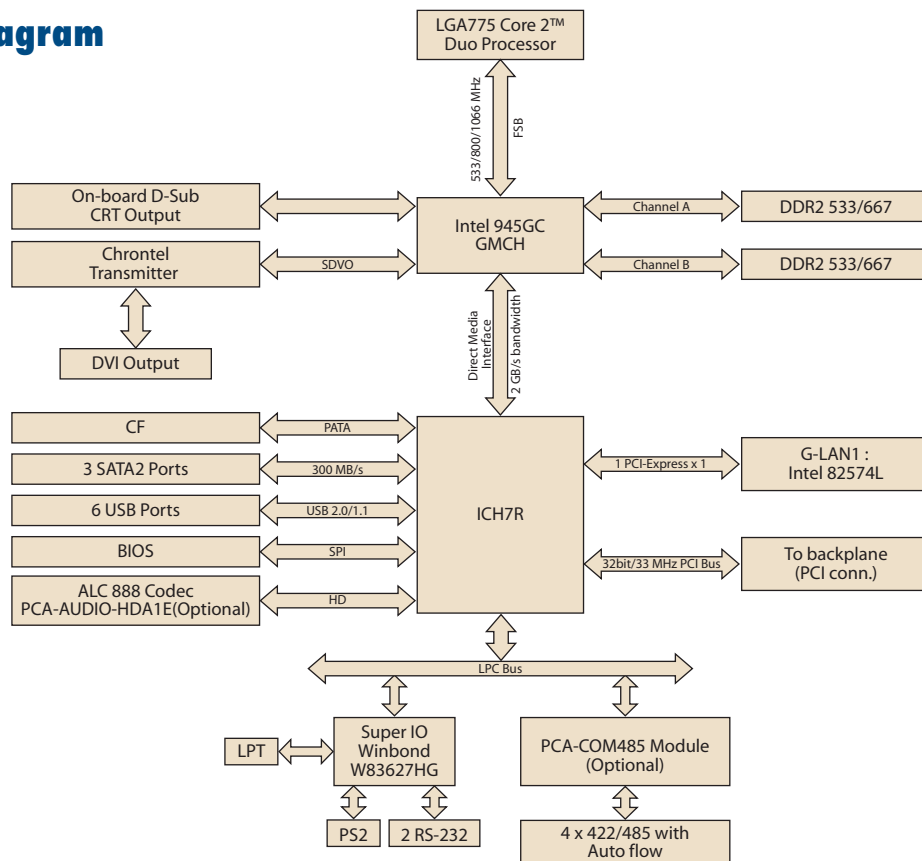 agram
LGA775 Core 2™
Duo Processor
533/800/1066 MHz
FSB
On-board D-Sub
CRT Output
Intel 945GC
GMCH
Channel A
DDR2 533/667
Chrontel
Transmitter
SDVO
Channel B
DDR2 533/667
DVI Output
Direct Media
Interface
2 GB/s bandwidth
CF
PATA
3 SATA2 Ports
300 MB/s
6 USB Ports
USB 2.0/1.1
BIOS
SPI
ALC 888 Codec
PCA-AUDIO-HDA1E(Optional)
HD
ICH7R
1 PCI-Express x 1
G-LAN1 :
Intel 82574L
32bit/33 MHz PCI Bus
To backplane
(PCI conn.)
LPC Bus
LPT
Super IO
Winbond
W83627HG
PCA-COM485 Module
(Optional)
PS2
2 RS-232
4 x 422/485 with
Auto flow